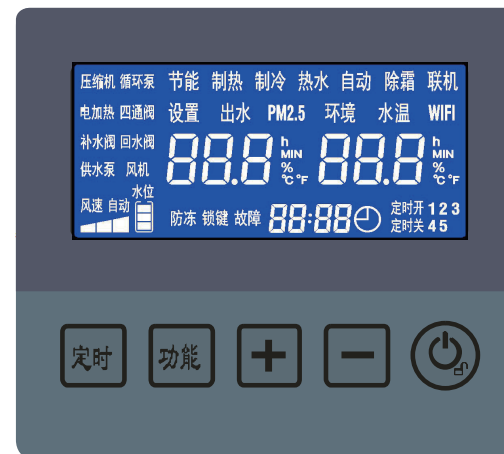 压缩机 循环泵 节能 制热 制冷 热水 自动 除霜 联机
电加热 四通阀 设置 出水 PM2.5 环境 水温 WIFI
补水阀 回水阀 88.8 h MIN % °C °F 88.8 h MIN % °C °F
供水泵 风机
水位
风速 自动 防冻 锁键 故障 88:88 定时开 1 2 3
定时关 4 5
定时 功能 + −